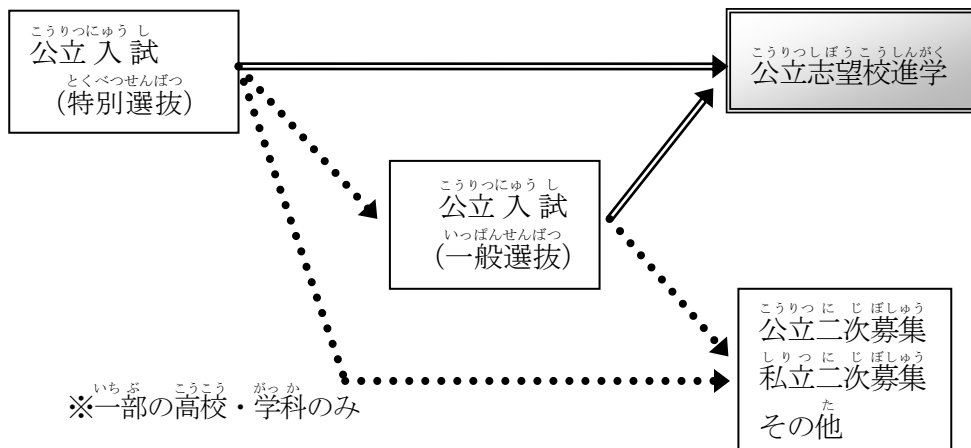 こうりつにゅうし
公立入試
とくべつせんばつ
(特別選抜)
こうりつしぼうこうしんがく
公立志望校進学
こうりつにゅうし
公立入試
いっぱんせんばつ
(一般選抜)
こうりつにじぼしゅう
公立二次募集
しりつにじぼしゅう
私立二次募集
た
その他
いちぶ こうこう がっか
※一部の高校・学科のみ